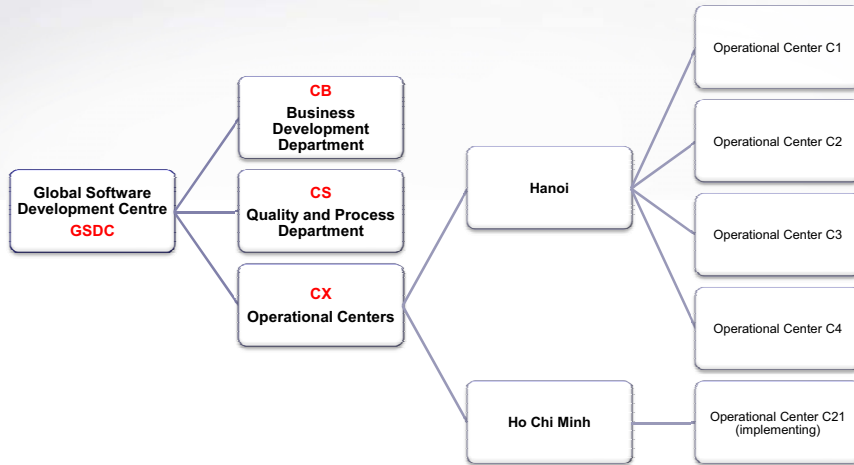 Global Software
Development Centre
GSDC
CB
Business
Development
Department
CS
Quality and Process
Department
CX
Operational Centers
Hanoi
Ho Chi Minh
Operational Center C1
Operational Center C2
Operational Center C3
Operational Center C4
Operational Center C21
(implementing)